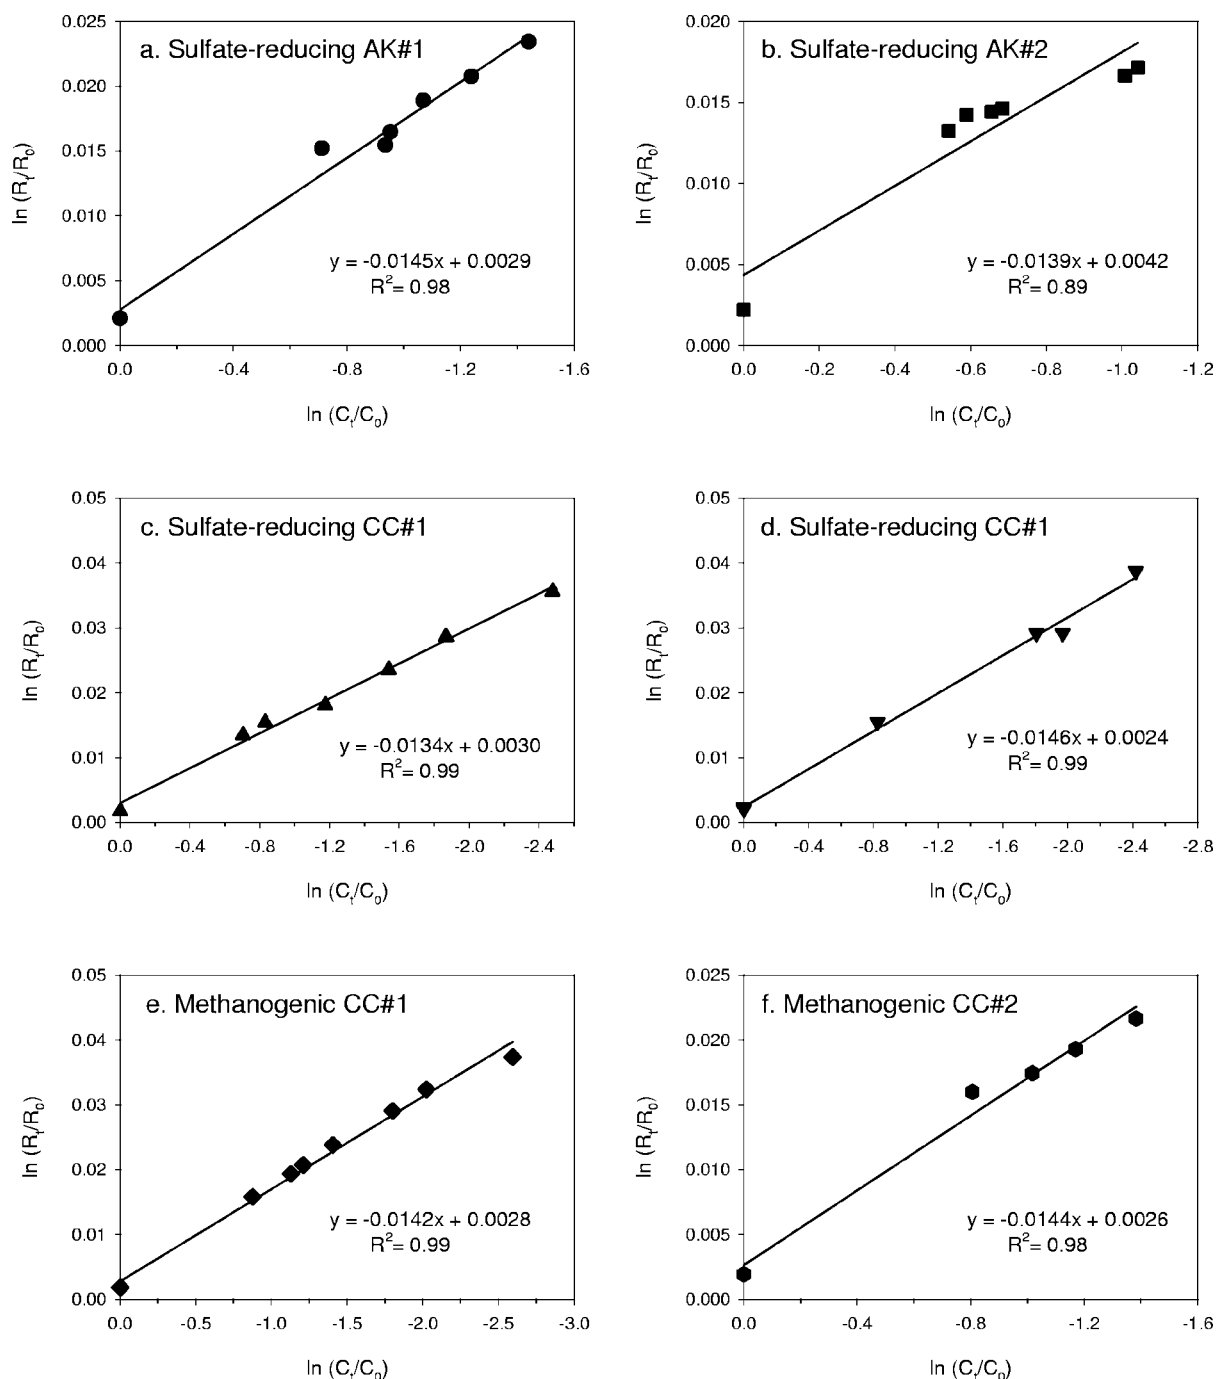 a. Sulfate-reducing AK#1
ln (Rt/R0)
0.025
0.020
0.015
0.010
0.005
0.000
y = -0.0145x + 0.0029
R2= 0.98
0.0 -0.4 -0.8 -1.2 -1.6
ln (Ct/C0)
b. Sulfate-reducing AK#2
ln (Rt/R0)
0.020
0.015
0.010
0.005
0.000
y = -0.0139x + 0.0042
R2= 0.89
0.0 -0.2 -0.4 -0.6 -0.8 -1.0 -1.2
ln (Ct/C0)
c. Sulfate-reducing CC#1
ln (Rt/R0)
0.05
0.04
0.03
0.02
0.01
0.00
y = -0.0134x + 0.0030
R2= 0.99
0.0 -0.4 -0.8 -1.2 -1.6 -2.0 -2.4
ln (Ct/C0)
d. Sulfate-reducing CC#1
ln (Rt/R0)
0.05
0.04
0.03
0.02
0.01
0.00
y = -0.0146x + 0.0024
R2= 0.99
0.0 -0.4 -0.8 -1.2 -1.6 -2.0 -2.4 -2.8
ln (Ct/C0)
e. Methanogenic CC#1
ln (Rt/R0)
0.05
0.04
0.03
0.02
0.01
0.00
y = -0.0142x + 0.0028
R2= 0.99
0.0 -0.5 -1.0 -1.5 -2.0 -2.5 -3.0
ln (Ct/C0)
f. Methanogenic CC#2
ln (Rt/R0)
0.025
0.020
0.015
0.010
0.005
0.000
y = -0.0144x + 0.0026
R2= 0.98
0.0 -0.4 -0.8 -1.2 -1.6
ln (Ct/C0)